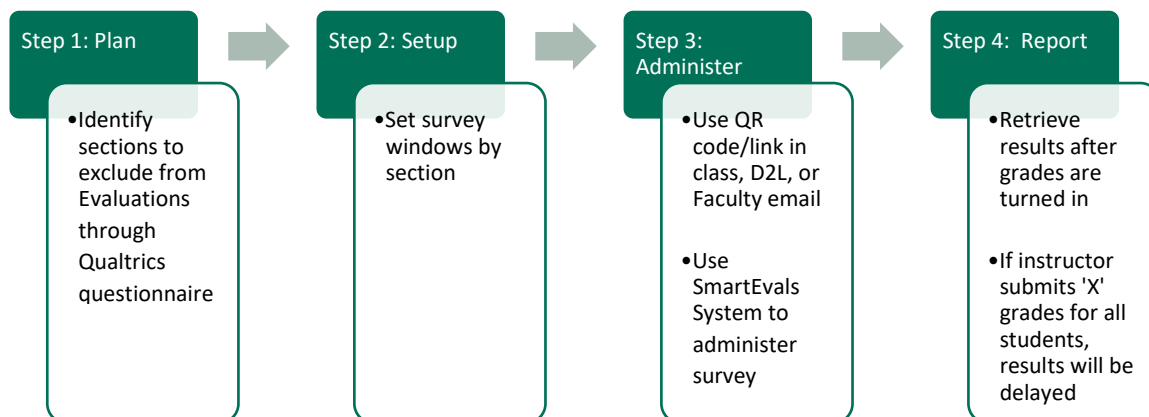 Step 1: Plan
•Identify
sections to
exclude from
Evaluations
through
Qualtrics
questionnaire
Step 2: Setup
•Set survey
windows by
section
Step 3:
Administer
•Use QR
code/link in
class, D2L, or
Faculty email
•Use
SmartEvals
System to
administer
survey
Step 4:  Report
•Retrieve
results after
grades are
turned in
•If instructor
submits 'X'
grades for all
students,
results will be
delayed